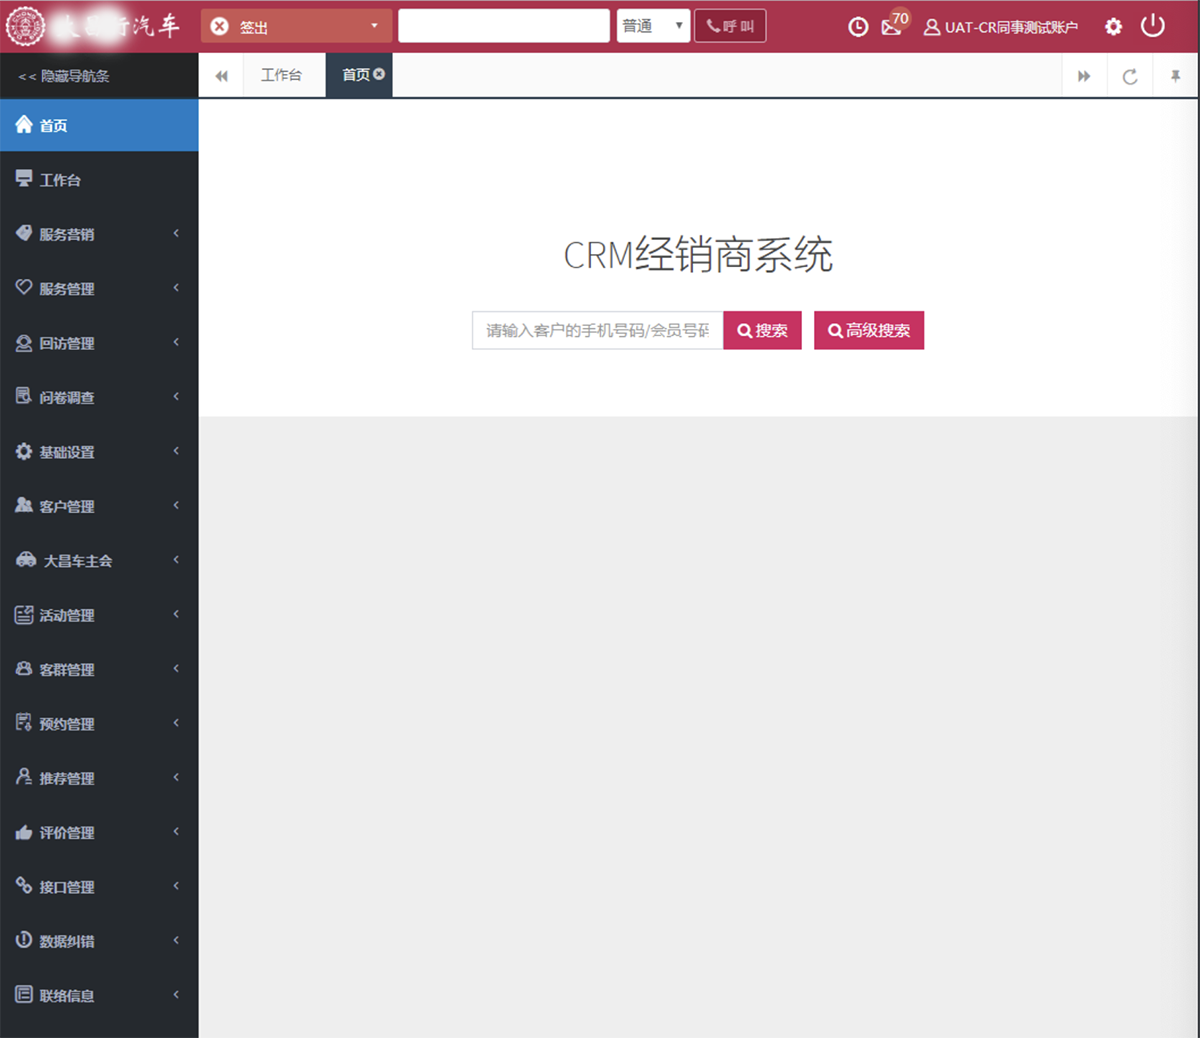 汽车
签出
普通
呼叫
70
UAT-CR同事测试账户
<< 隐藏导航条
工作台
首页
首页
工作台
服务营销
服务管理
回访管理
问卷调查
基础设置
客户管理
大昌车主会
活动管理
客群管理
预约管理
推荐管理
评价管理
接口管理
数据纠错
联络信息
CRM经销商系统
请输入客户的手机号码/会员号码
搜索
高级搜索